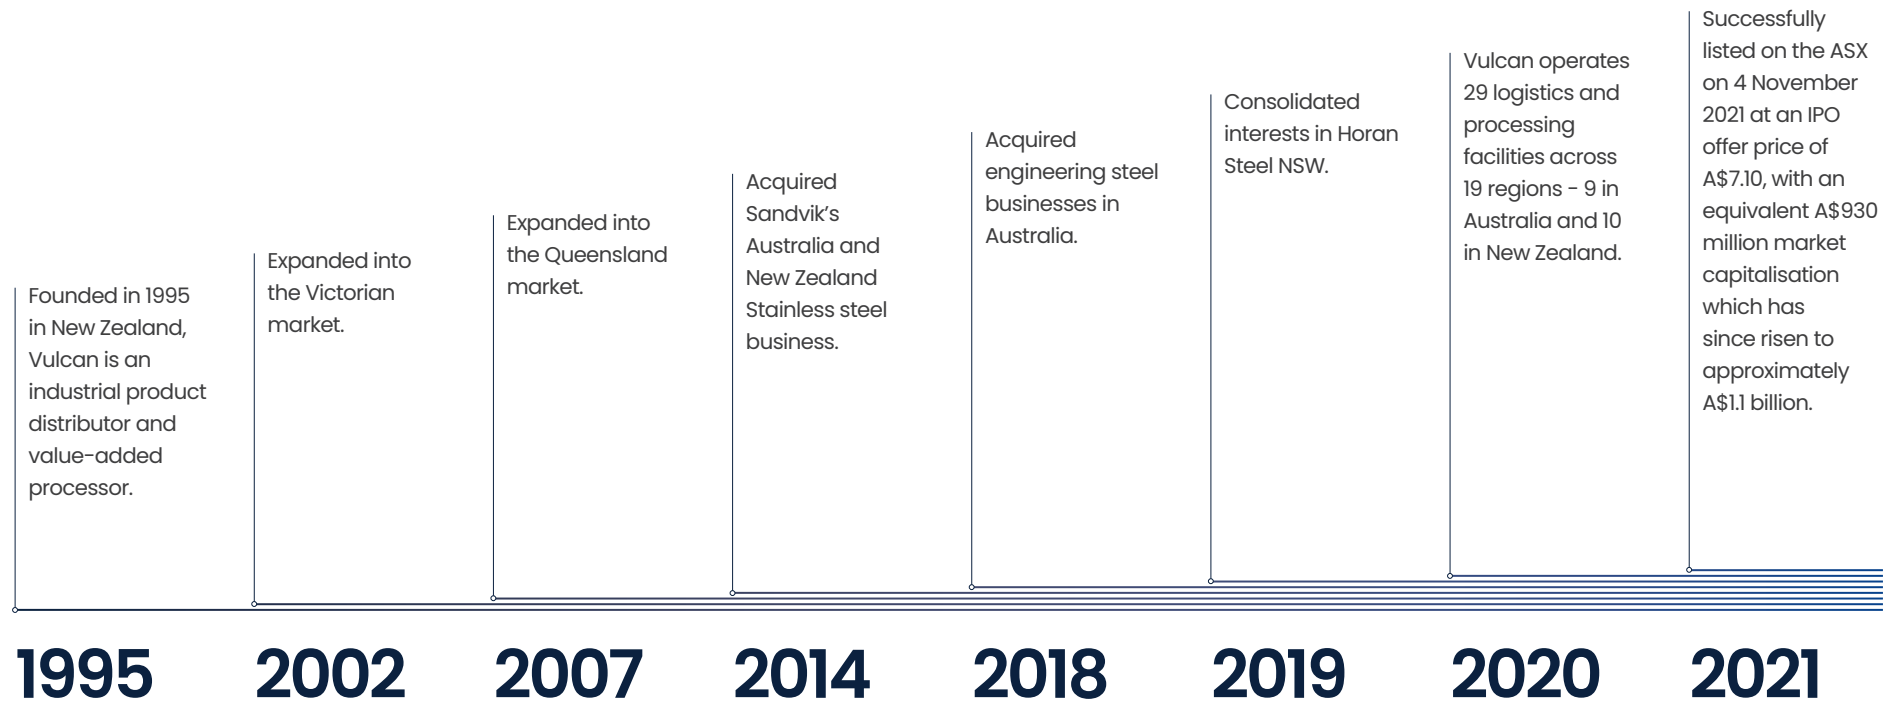 Founded in 1995
in New Zealand,
Vulcan is an
industrial product
distributor and
value-added
processor.
1995
Expanded into
the Victorian
market.
2002
Expanded into
the Queensland
market.
2007
Acquired
Sandvik’s
Australia and
New Zealand
Stainless steel
business.
2014
Acquired
engineering steel
businesses in
Australia.
2018
Consolidated
interests in Horan
Steel NSW.
2019
Vulcan operates
29 logistics and
processing
facilities across
19 regions - 9 in
Australia and 10
in New Zealand.
2020
Successfully
listed on the ASX
on 4 November
2021 at an IPO
offer price of
A$7.10, with an
equivalent A$930
million market
capitalisation
which has
since risen to
approximately
A$1.1 billion.
2021